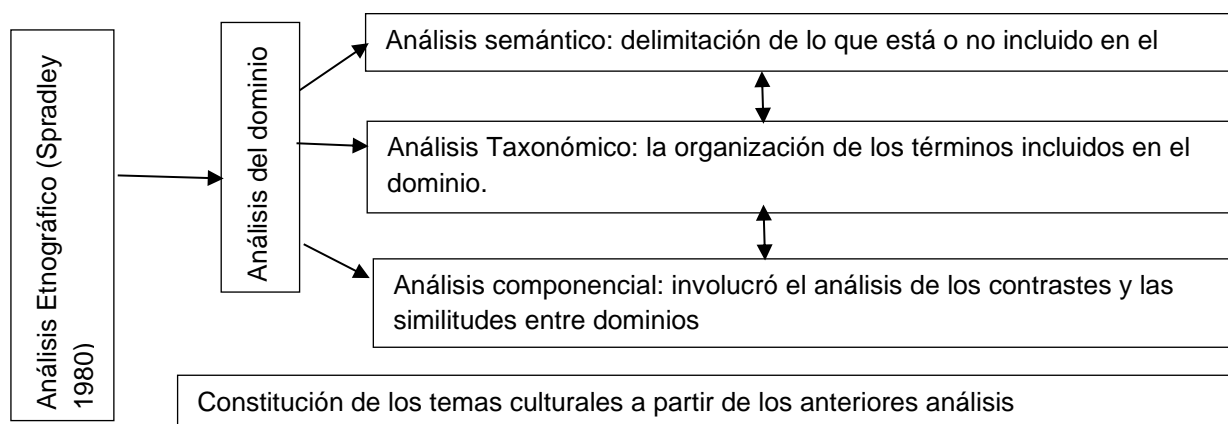 Análisis Etnográfico (Spradley
1980)
Análisis del dominio
Análisis semántico: delimitación de lo que está o no incluido en el
Análisis Taxonómico: la organización de los términos incluidos en el
dominio.
Análisis componencial: involucró el análisis de los contrastes y las
similitudes entre dominios
Constitución de los temas culturales a partir de los anteriores análisis